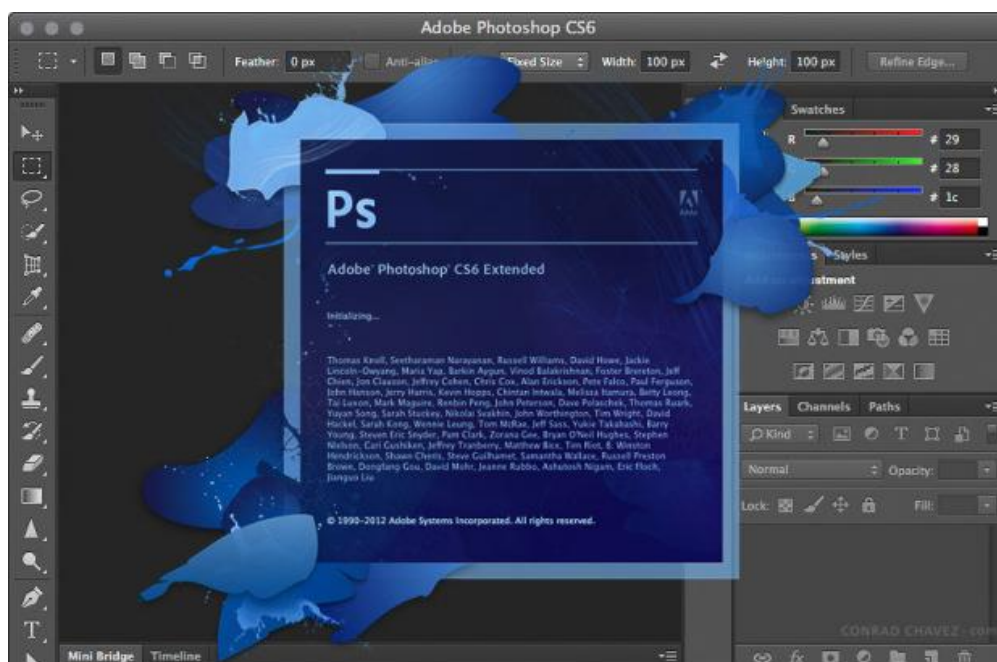 Adobe Photoshop CS6
Feather: 0 px Anti-alias Fixed Size Width: 100 px Height: 100 px Refine Edge...
Swatches
R # 29
# 28
# 1c
Styles
Ps
Adobe
Adobe® Photoshop® CS6 Extended
Initializing...
Thomas Knoll, Seetharaman Narayanan, Russell Williams, David Howe, Jackie
Lincoln-Owyang, Maria Yap, Barkin Aygun, Vinod Balakrishnan, Foster Brereton, Jeff
Chien, Jon Clauson, Jeffrey Cohen, Chris Cox, Alan Erickson, Pete Falco, Paul Ferguson,
John Hanson, Jerry Harris, Kevin Hopps, Chintan Intwala, Melissa Itamura, Betty Leong,
Tai Luxon, Mark Maguire, Renbin Peng, John Peterson, Dave Polaschek, Thomas Ruark,
Yuyan Song, Sarah Stuckey, Nikolai Svakhin, John Worthington, Tim Wright, David
Hackel, Sarah Kong, Wennie Leung, Tom McRae, Jeff Sass, Yukie Takahashi, Barry
Young, Steven Eric Snyder, Pam Clark, Zorana Gee, Bryan O'Neil Hughes, Stephen
Nielson, Cari Gushiken, Jeffrey Tranberry, Matthew Bice, Tim Riot, B. Winston
Hendrickson, Shawn Cheris, Steve Guilhamet, Samantha Wallace, Russell Preston
Brown, Dongfang Gou, David Mohr, Jeanne Rubbo, Ashutosh Nigam, Eric Floch,
Jianguo Liu
© 1990-2012 Adobe Systems Incorporated. All rights reserved.
Layers Channels Paths
Kind
Normal Opacity:
Lock: Fill:
T
CONRAD CHAVEZ
Mini Bridge Timeline